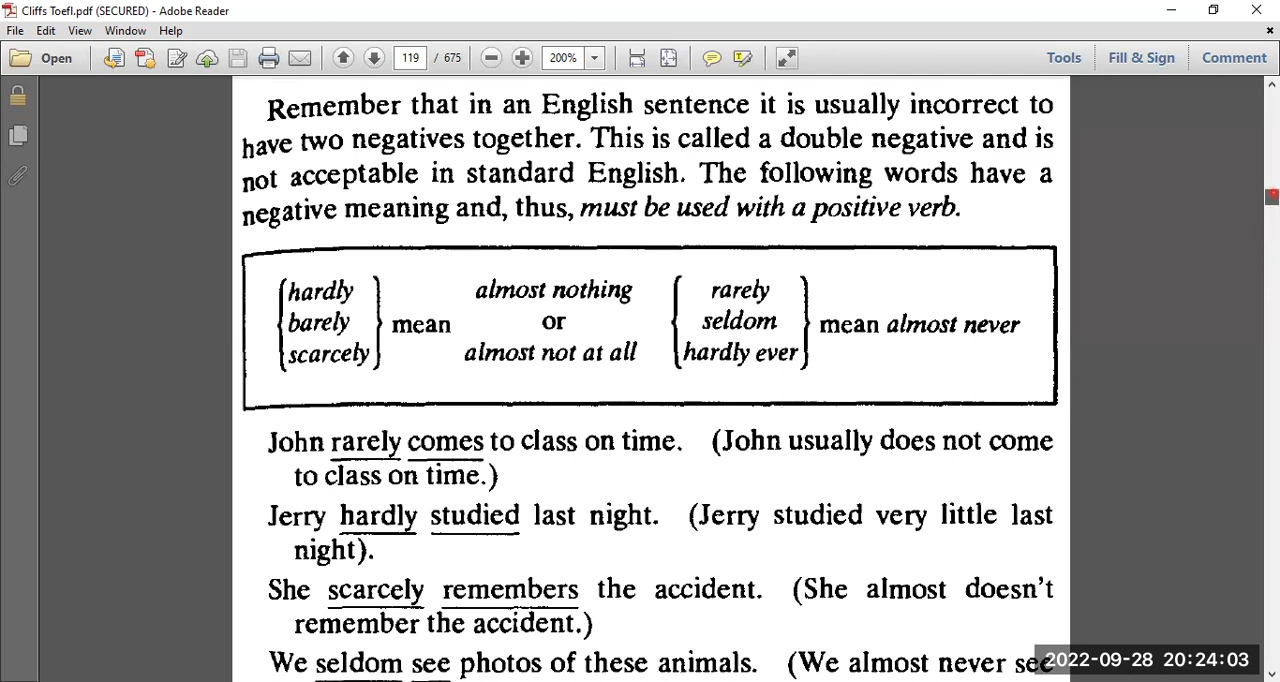 Cliffs Toefl.pdf (SECURED) - Adobe Reader
File Edit View Window Help
Open 119 / 675 200% Tools Fill & Sign Comment
Remember that in an English sentence it is usually incorrect to
have two negatives together. This is called a double negative and is
not acceptable in standard English. The following words have a
negative meaning and, thus, must be used with a positive verb.
hardly almost nothing rarely
barely mean or seldom mean almost never
scarcely almost not at all hardly ever
John rarely comes to class on time. (John usually does not come
to class on time.)
Jerry hardly studied last night. (Jerry studied very little last
night).
She scarcely remembers the accident. (She almost doesn't
remember the accident.)
We seldom see photos of these animals. (We almost never see
2022-09-28 20:24:03